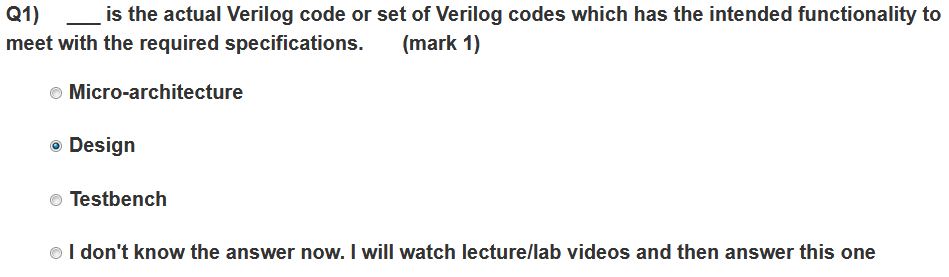 Q1) ___ is the actual Verilog code or set of Verilog codes which has the intended functionality to
meet with the required specifications. (mark 1)
Micro-architecture
Design
Testbench
I don't know the answer now. I will watch lecture/lab videos and then answer this one